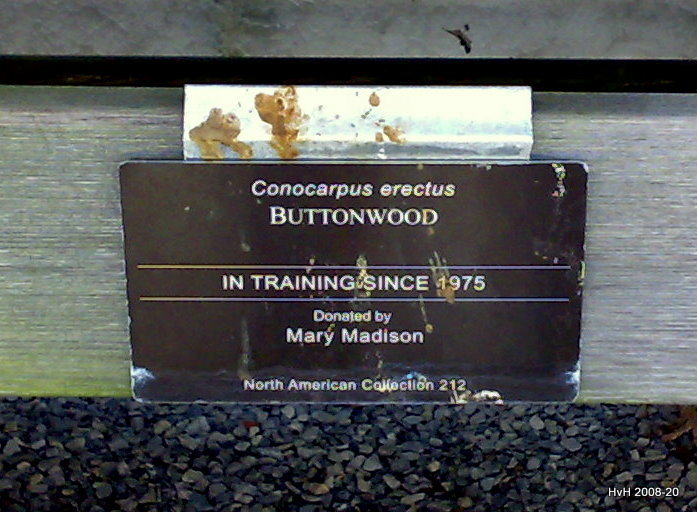 Conocarpus erectus
BUTTONWOOD
IN TRAINING SINCE 1975
Donated by
Mary Madison
North American Collection 212
HvH 2008-20